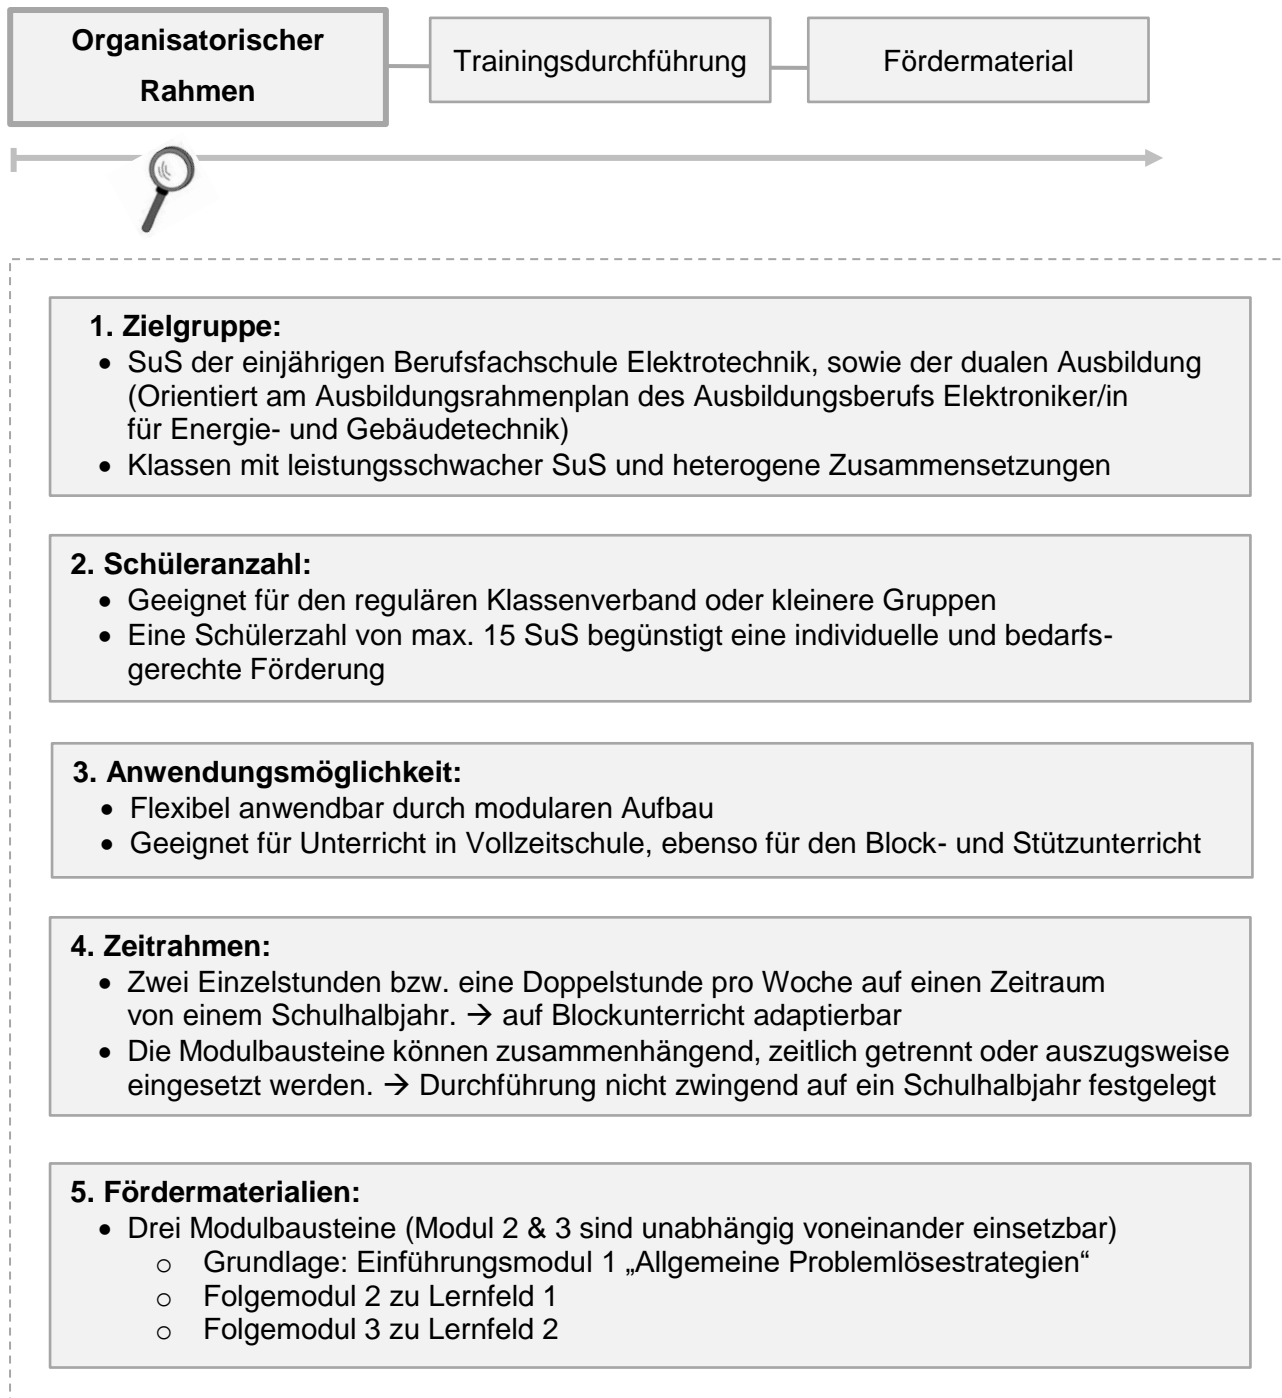 Organisatorischer
Rahmen
Trainingsdurchführung
Fördermaterial
1. Zielgruppe:
• SuS der einjährigen Berufsfachschule Elektrotechnik, sowie der dualen Ausbildung
(Orientiert am Ausbildungsrahmenplan des Ausbildungsberufs Elektroniker/in
für Energie- und Gebäudetechnik)
• Klassen mit leistungsschwacher SuS und heterogene Zusammensetzungen
2. Schüleranzahl:
• Geeignet für den regulären Klassenverband oder kleinere Gruppen
• Eine Schülerzahl von max. 15 SuS begünstigt eine individuelle und bedarfs-
gerechte Förderung
3. Anwendungsmöglichkeit:
• Flexibel anwendbar durch modularen Aufbau
• Geeignet für Unterricht in Vollzeitschule, ebenso für den Block- und Stützunterricht
4. Zeitrahmen:
• Zwei Einzelstunden bzw. eine Doppelstunde pro Woche auf einen Zeitraum
von einem Schulhalbjahr. → auf Blockunterricht adaptierbar
• Die Modulbausteine können zusammenhängend, zeitlich getrennt oder auszugsweise
eingesetzt werden. → Durchführung nicht zwingend auf ein Schulhalbjahr festgelegt
5. Fördermaterialien:
• Drei Modulbausteine (Modul 2 & 3 sind unabhängig voneinander einsetzbar)
o Grundlage: Einführungsmodul 1 „Allgemeine Problemlösestrategien“
o Folgemodul 2 zu Lernfeld 1
o Folgemodul 3 zu Lernfeld 2